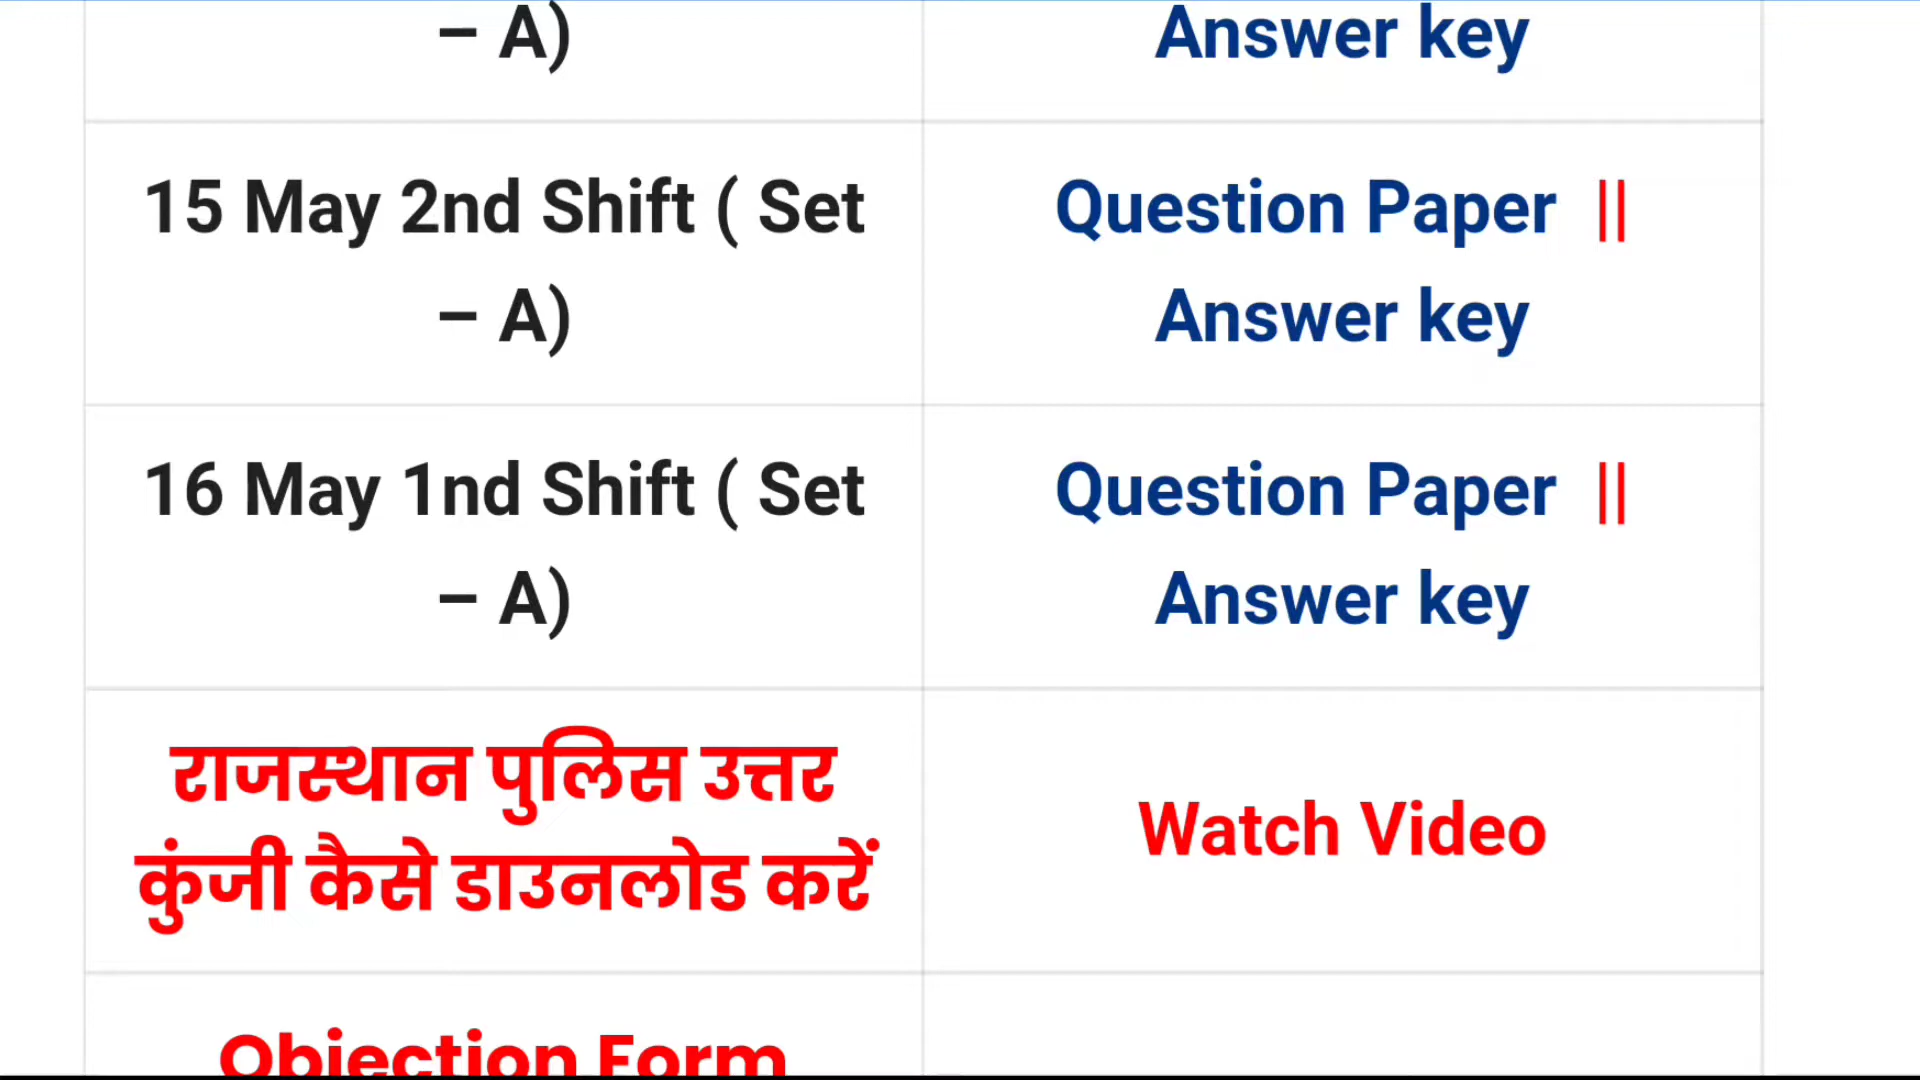 – A)
Answer key
15 May 2nd Shift ( Set
– A)
Question Paper ||
Answer key
16 May 1nd Shift ( Set
– A)
Question Paper ||
Answer key
राजस्थान पुलिस उत्तर
कुंजी कैसे डाउनलोड करें
Watch Video
Objection Form